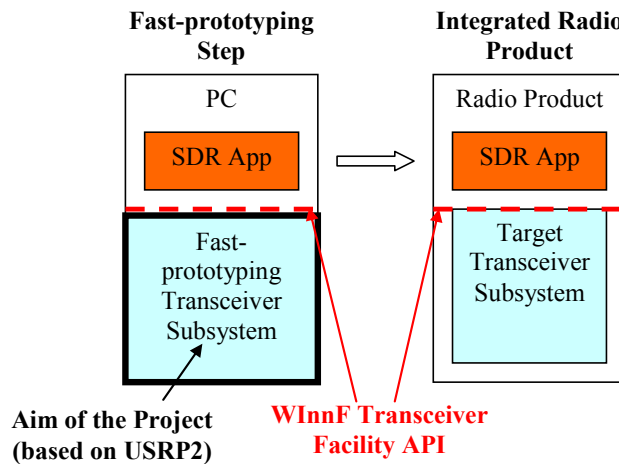 Fast-prototyping
Step
Integrated Radio
Product
PC
SDR App
Radio Product
SDR App
Fast-
prototyping
Transceiver
Subsystem
Target
Transceiver
Subsystem
Aim of the Project
(based on USRP2)
WInnF Transceiver
Facility API